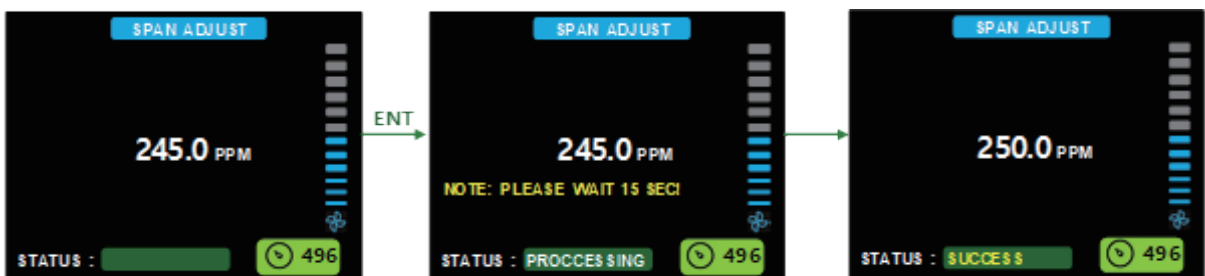 SPAN ADJUST
245.0 PPM
STATUS :
496
ENT
SPAN ADJUST
245.0 PPM
NOTE: PLEASE WAIT 15 SEC!
STATUS : PROCCESSING
496
SPAN ADJUST
250.0 PPM
STATUS : SUCCESS
496